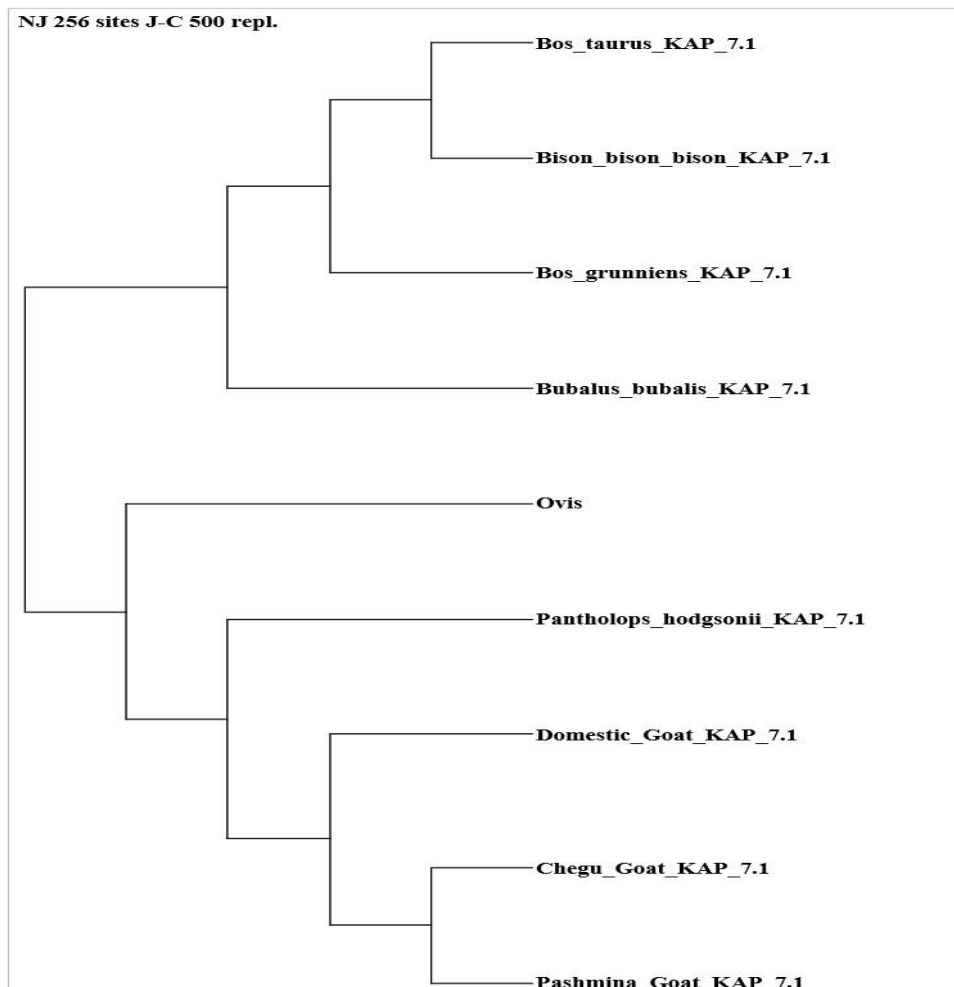 NJ 256 sites J-C 500 repl.
Bos_taurus_KAP_7.1
Bison_bison_bison_KAP_7.1
Bos_grunniens_KAP_7.1
Bubalus_bubalis_KAP_7.1
Ovis
Pantholops_hodgsonii_KAP_7.1
Domestic_Goat_KAP_7.1
Chegu_Goat_KAP_7.1
Pashmina_Goat_KAP_7.1